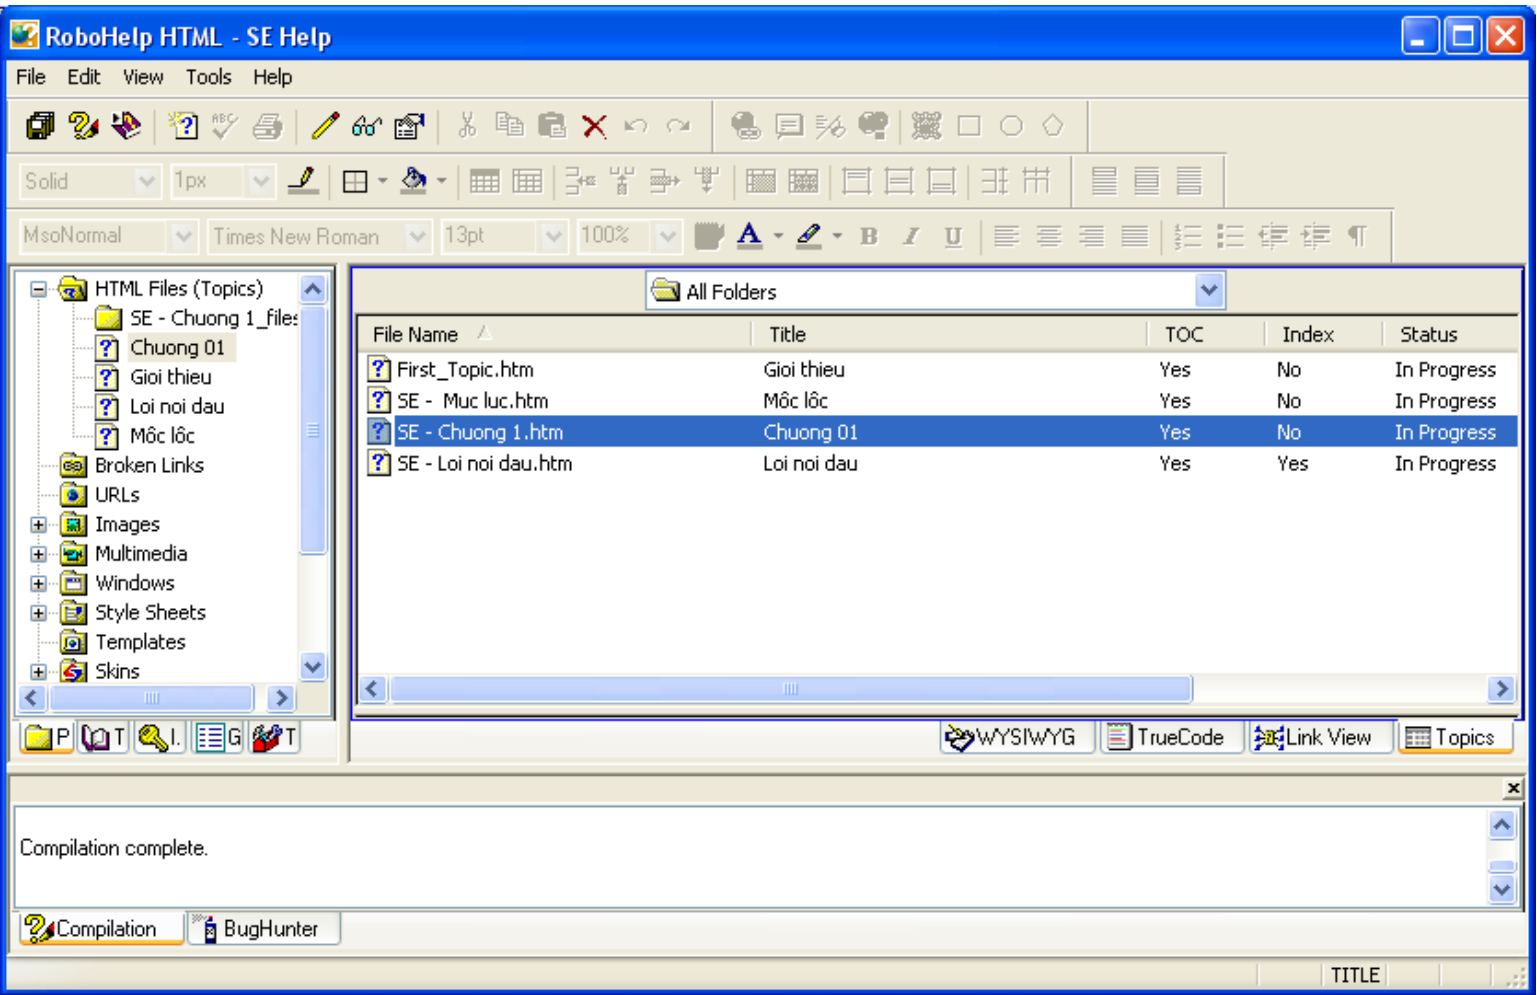 RoboHelp HTML - SE Help
File Edit View Tools Help
ABC
Solid 1px
MsoNormal Times New Roman 13pt 100% A B I U
HTML Files (Topics)
SE - Chuong 1_files
Chuong 01
Gioi thieu
Loi noi dau
Môc lôc
Broken Links
URLs
Images
Multimedia
Windows
Style Sheets
Templates
Skins
P T I. G T
All Folders
File Name Title TOC Index Status
First_Topic.htm Gioi thieu Yes No In Progress
SE - Muc luc.htm Môc lôc Yes No In Progress
SE - Chuong 1.htm Chuong 01 Yes No In Progress
SE - Loi noi dau.htm Loi noi dau Yes Yes In Progress
WYSIWYG TrueCode Link View Topics
Compilation complete.
Compilation BugHunter
TITLE